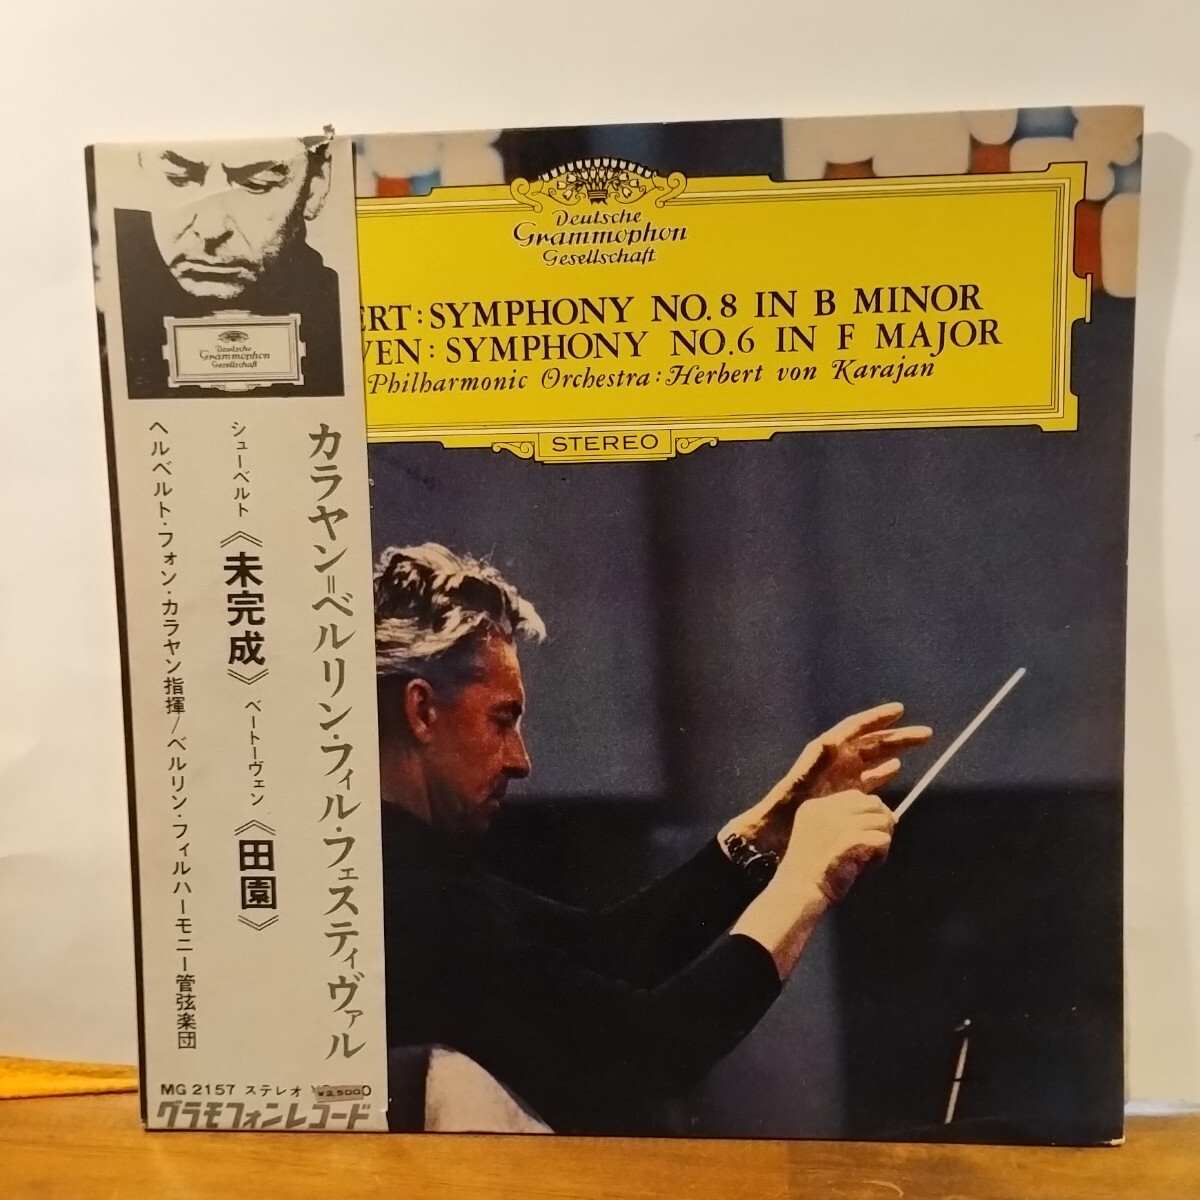 Deutsche
Grammophon
Gesellschaft
ERT: SYMPHONY NO. 8 IN B MINOR
VEN: SYMPHONY NO.6 IN F MAJOR
Philharmonic Orchestra: Herbert von Karajan
STEREO
Deutsche
Grammophon
Gesellschaft
カラヤン=ベルリン・フィル・フェスティヴァル
シューベルト《未完成》ベートーヴェン《田園》
ヘルベルト・フォン・カラヤン指揮/ベルリン・フィルハーモニー管弦楽団
MG 2157 ステレオ ¥2,500
グラモフォンレコード